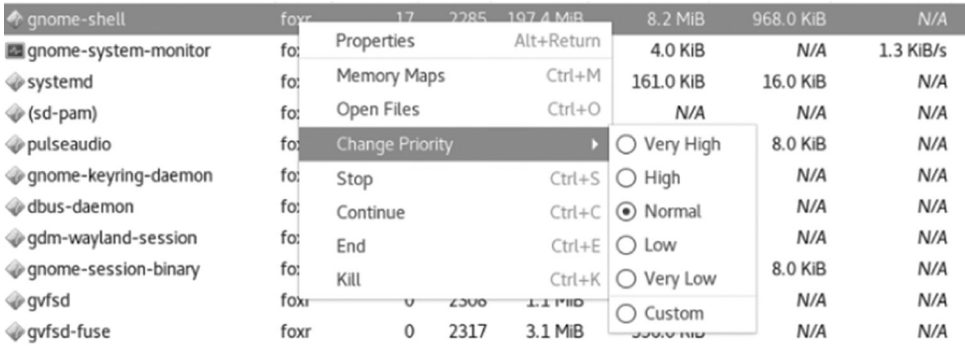 gnome-shell foxr 17 2285 197.4 MiB 8.2 MiB 968.0 KiB N/A
gnome-system-monitor 4.0 KiB N/A 1.3 KiB/s
systemd 161.0 KiB 16.0 KiB N/A
(sd-pam) N/A N/A
pulseaudio 8.0 KiB N/A
gnome-keyring-daemon N/A N/A
dbus-daemon N/A N/A
gdm-wayland-session N/A N/A
gnome-session-binary 8.0 KiB N/A
gvfsd 0 2308 1.1 MiB N/A N/A
gvfsd-fuse foxr 0 2317 3.1 MiB N/A N/A
Properties Alt+Return
Memory Maps Ctrl+M
Open Files Ctrl+O
Change Priority
Stop Ctrl+S
Continue Ctrl+C
End Ctrl+E
Kill Ctrl+K
Very High
High
Normal
Low
Very Low
Custom